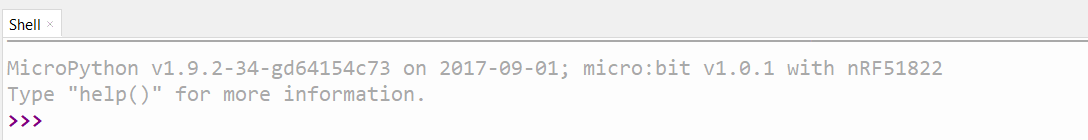 Shell ×
MicroPython v1.9.2-34-gd64154c73 on 2017-09-01; micro:bit v1.0.1 with nRF51822
Type "help()" for more information.
>>>